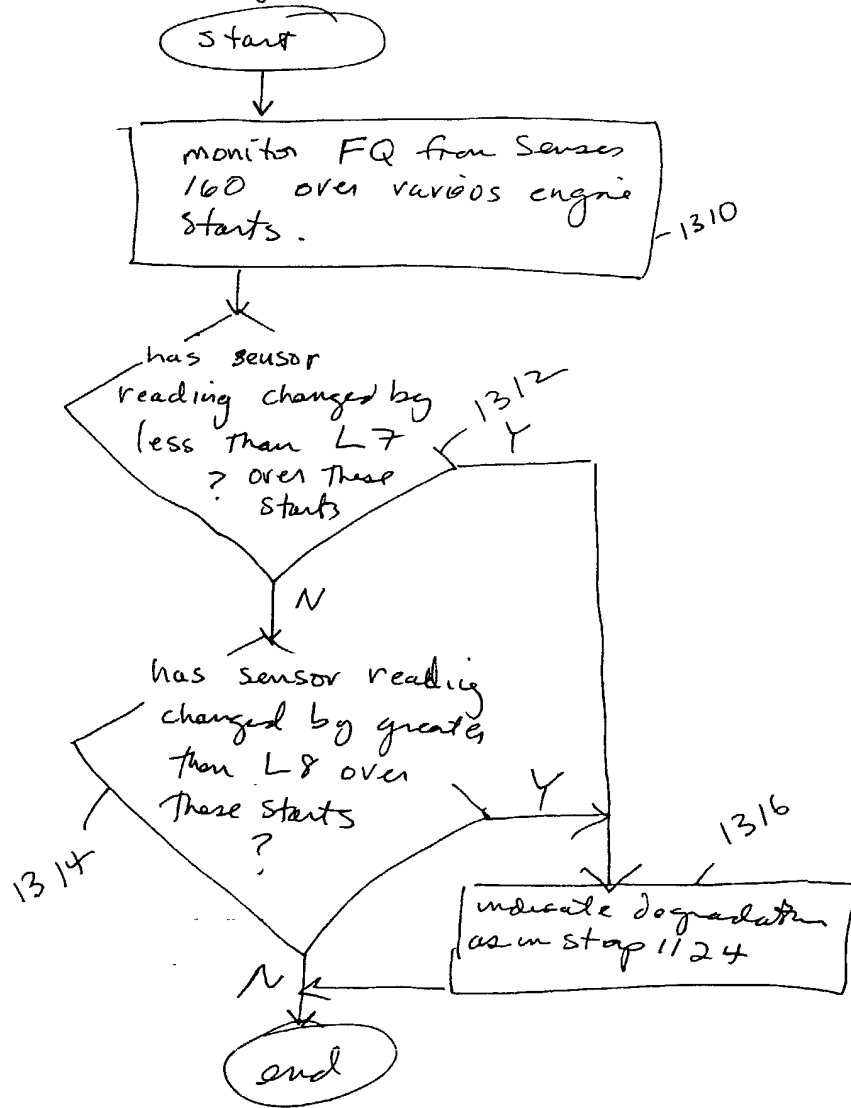 start
monitor FQ from Senses
160 over varioos engine
Starts.
1310
has sensor
reading changed by
less than L7
? over these
starts
1312
Y
N
has sensor reading
changed by greater
than L8 over
these starts
?
1314
Y
1316
indicate degradation
as in step 1124
N
end